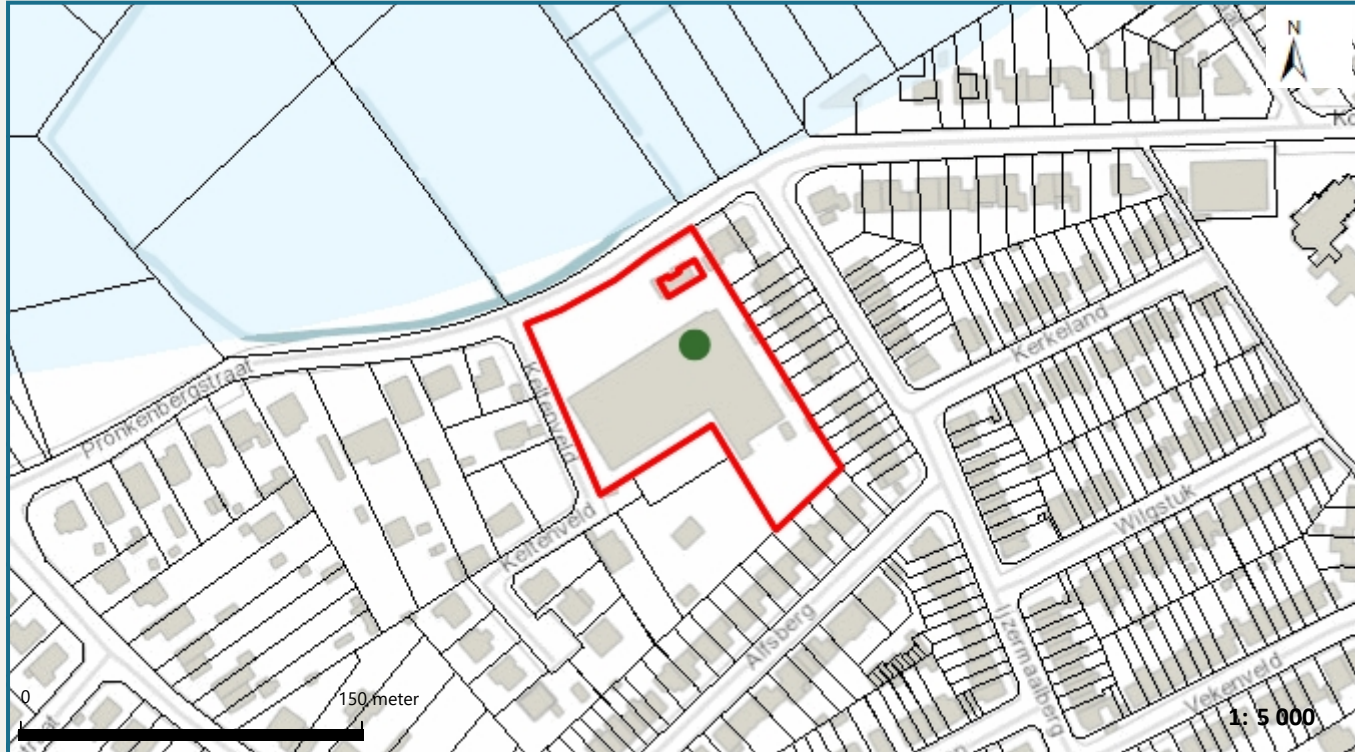 N
Pronkenbergstraat
Keltenveld
Keltenveld
Kerkeland
Wilgstuk
Alfsberg
IJzermaalberg
Vekenveld
0
150 meter
1: 5 000